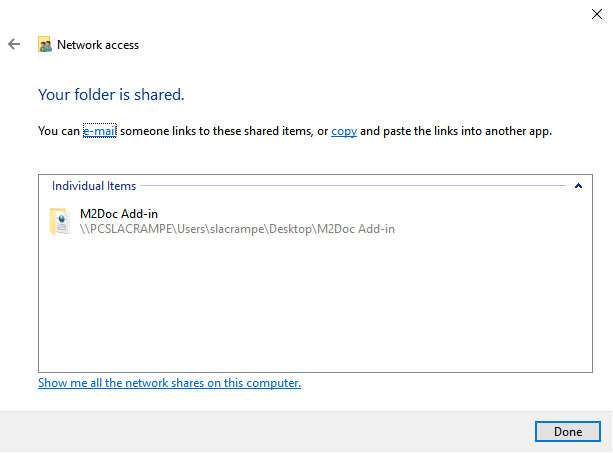 Network access
Your folder is shared.
You can e-mail someone links to these shared items, or copy and paste the links into another app.
Individual Items
M2Doc Add-in
\\PCSLACRAMPE\Users\slacrampe\Desktop\M2Doc Add-in
Show me all the network shares on this computer.
Done